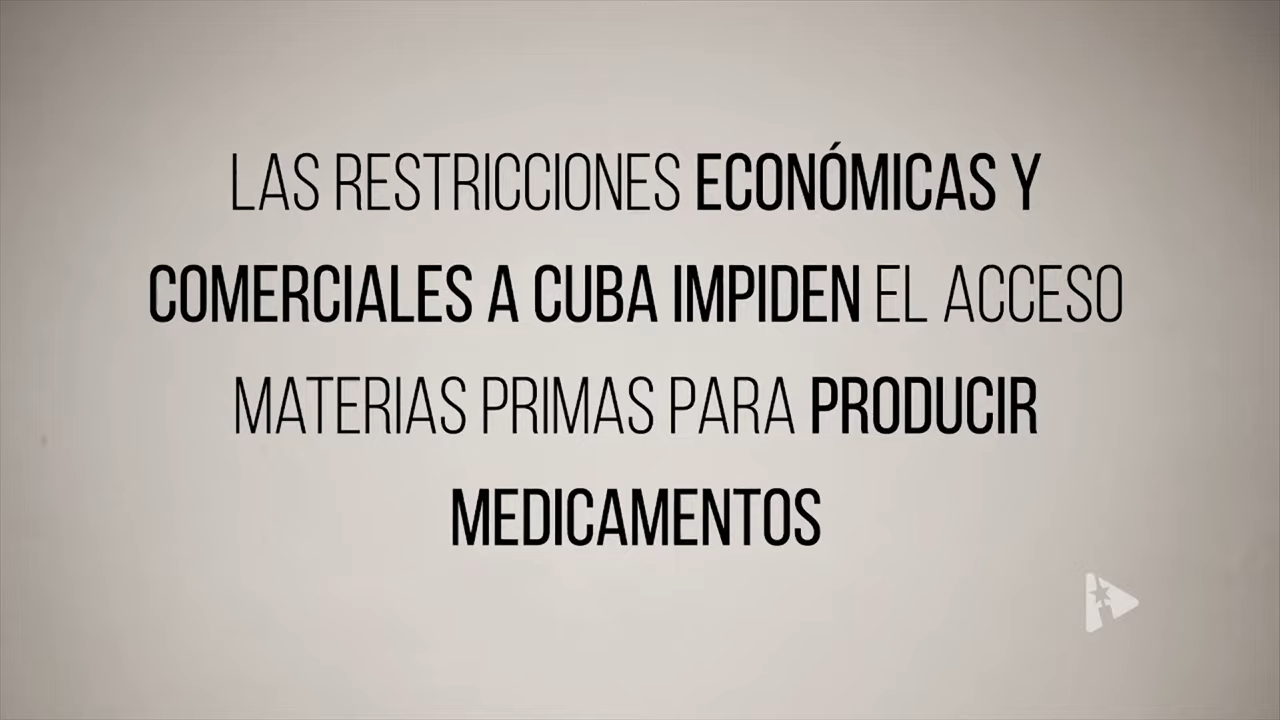 LAS RESTRICCIONES ECONÓMICAS Y
COMERCIALES A CUBA IMPIDEN EL ACCESO
MATERIAS PRIMAS PARA PRODUCIR
MEDICAMENTOS